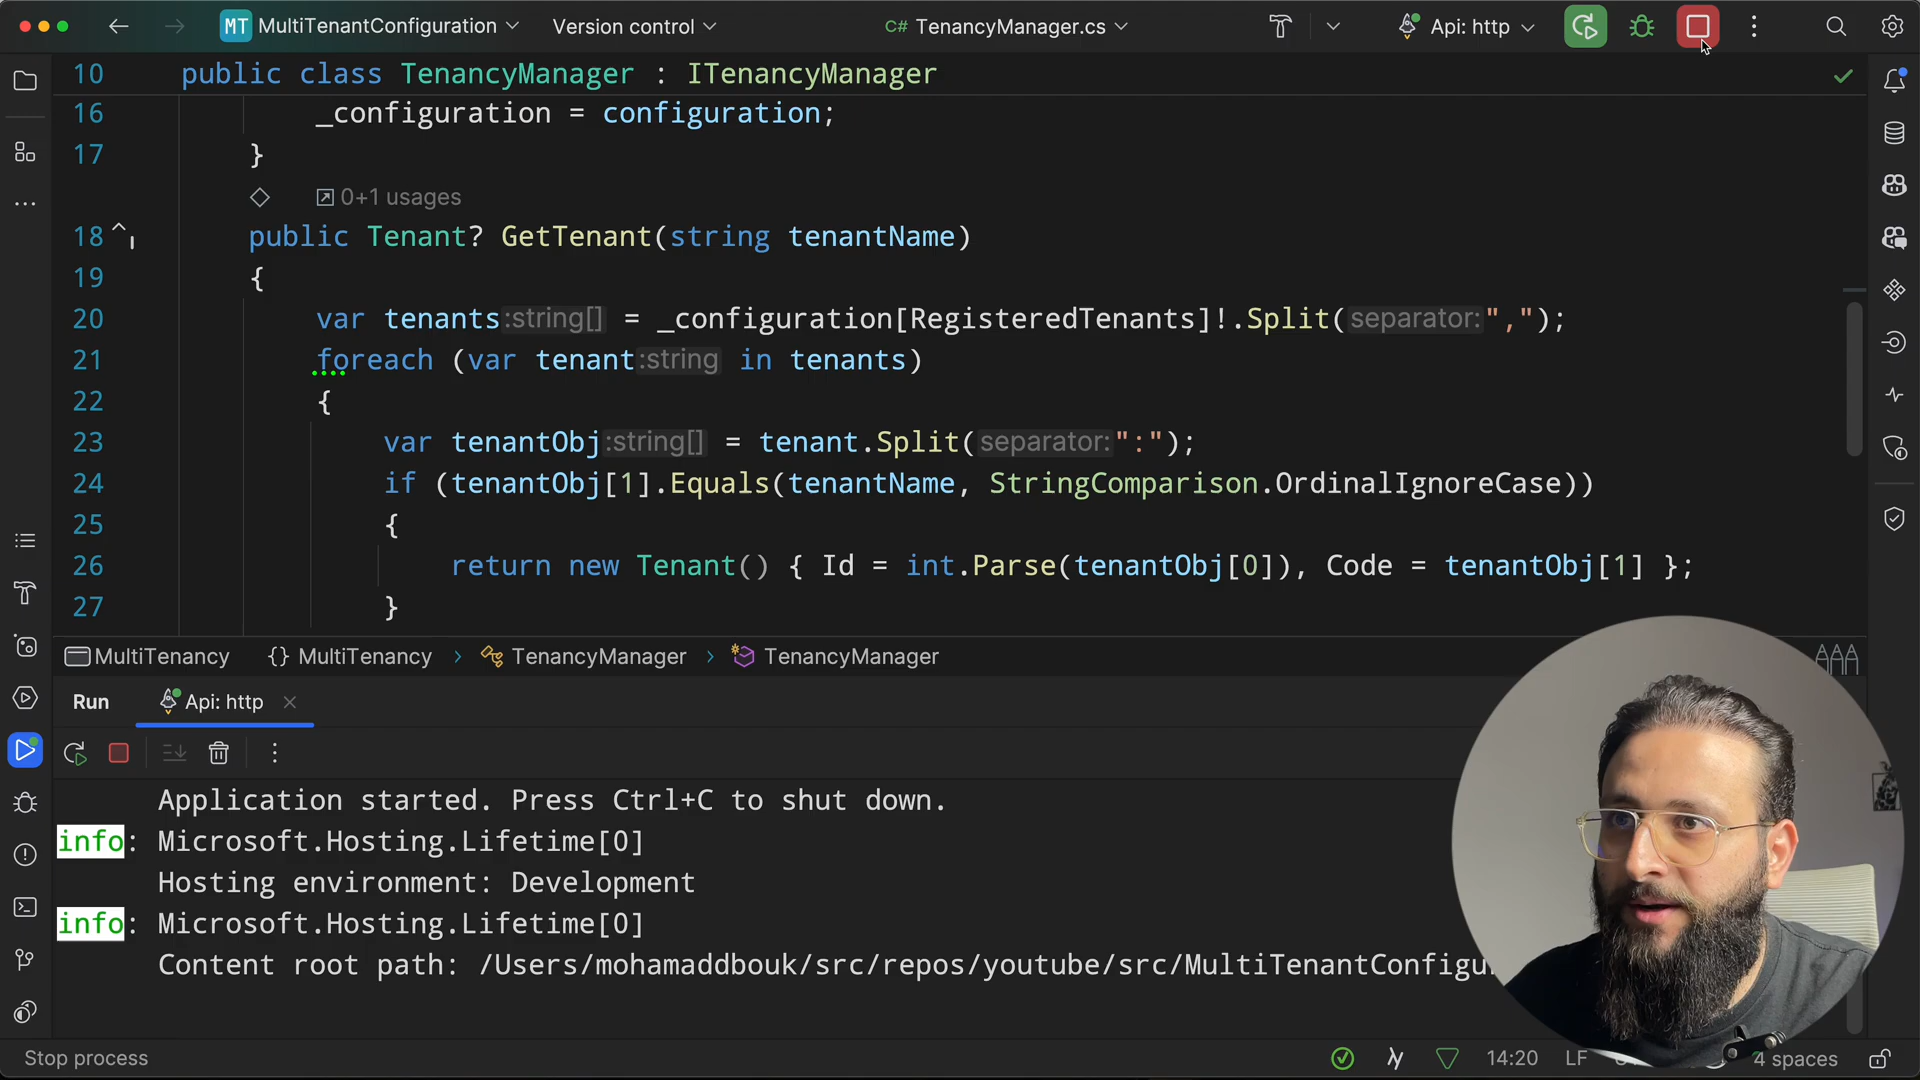 MT MultiTenantConfiguration Version control C# TenancyManager.cs Api: http
10 public class TenancyManager : ITenancyManager
16 _configuration = configuration;
17 }
0+1 usages
18 public Tenant? GetTenant(string tenantName)
19 {
20 var tenants:string[] = _configuration[RegisteredTenants]!.Split(separator:",");
21 foreach (var tenant:string in tenants)
22 {
23 var tenantObj:string[] = tenant.Split(separator:":");
24 if (tenantObj[1].Equals(tenantName, StringComparison.OrdinalIgnoreCase))
25 {
26 return new Tenant() { Id = int.Parse(tenantObj[0]), Code = tenantObj[1] };
27 }
MultiTenancy {} MultiTenancy > TenancyManager > TenancyManager
Run Api: http
Application started. Press Ctrl+C to shut down.
info: Microsoft.Hosting.Lifetime[0]
Hosting environment: Development
info: Microsoft.Hosting.Lifetime[0]
Content root path: /Users/mohamaddbouk/src/repos/youtube/src/MultiTenantConfigu
Stop process 14:20 LF 4 spaces